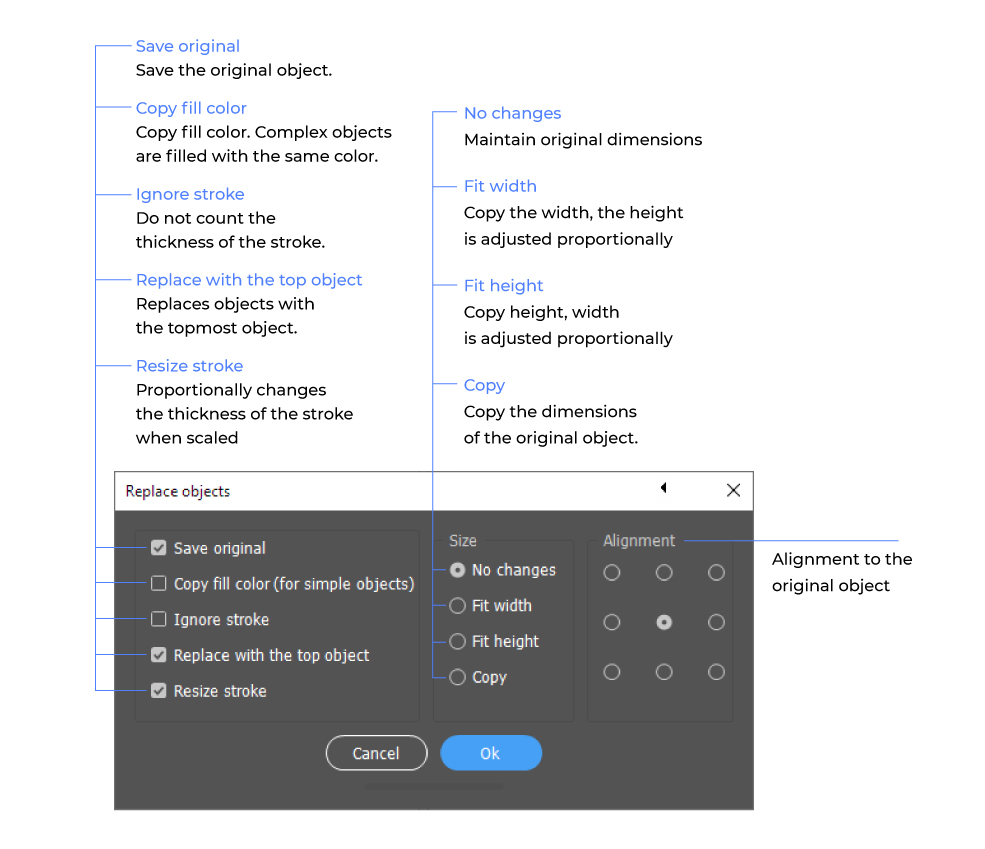 Save original
Save the original object.
Copy fill color
Copy fill color. Complex objects
are filled with the same color.
Ignore stroke
Do not count the
thickness of the stroke.
Replace with the top object
Replaces objects with
the topmost object.
Resize stroke
Proportionally changes
the thickness of the stroke
when scaled
No changes
Maintain original dimensions
Fit width
Copy the width, the height
is adjusted proportionally
Fit height
Copy height, width
is adjusted proportionally
Copy
Copy the dimensions
of the original object.
Replace objects
Save original
Copy fill color (for simple objects)
Ignore stroke
Replace with the top object
Resize stroke
Size
No changes
Fit width
Fit height
Copy
Alignment
Alignment to the
original object
Cancel
Ok